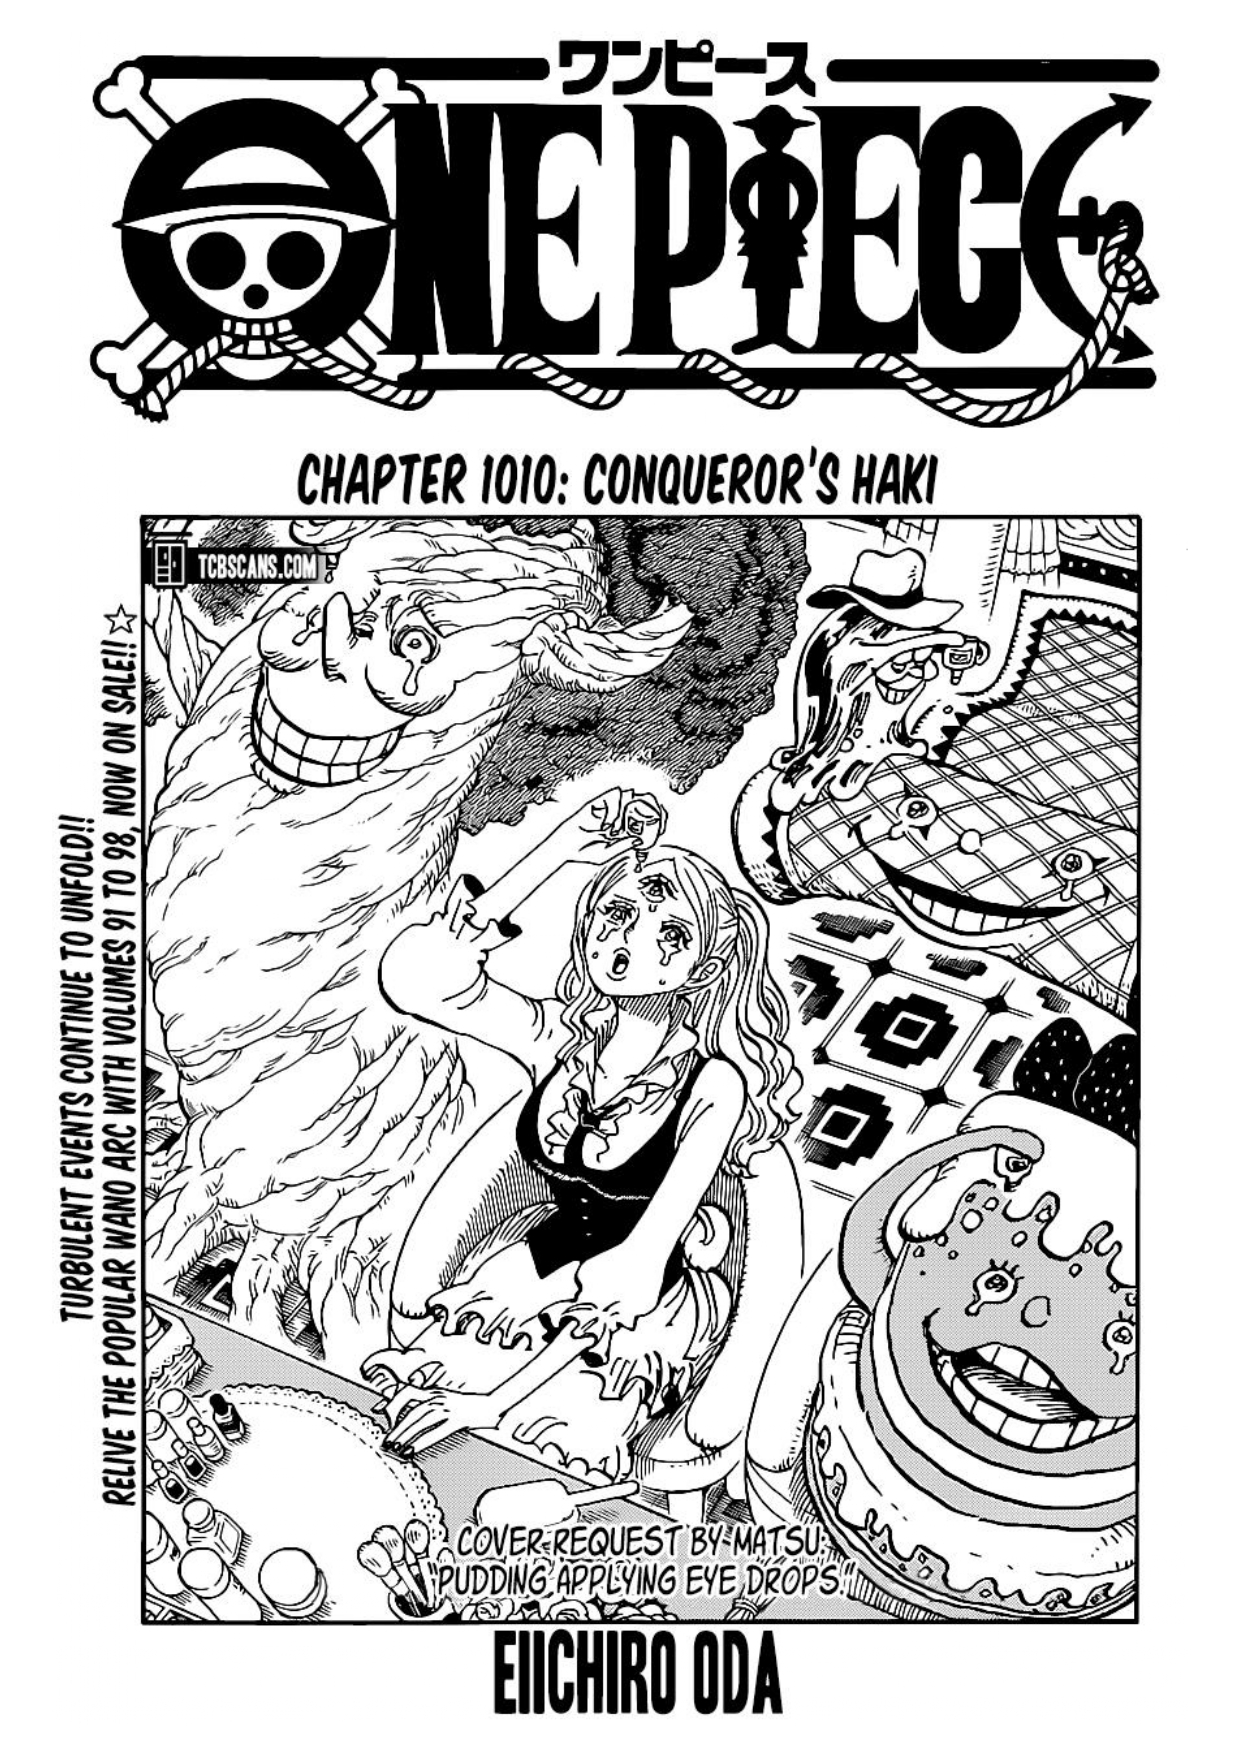 ワンピース
ONE PIECE
CHAPTER 1010: CONQUEROR'S HAKI
TCBSCANS.COM
TURBULENT EVENTS CONTINUE TO UNFOLD!!
RELIVE THE POPULAR WANO ARC WITH VOLUMES 91 TO 98, NOW ON SALE!! ☆
COVER REQUEST BY MATSU:
"PUDDING APPLYING EYE DROPS."
EIICHIRO ODA